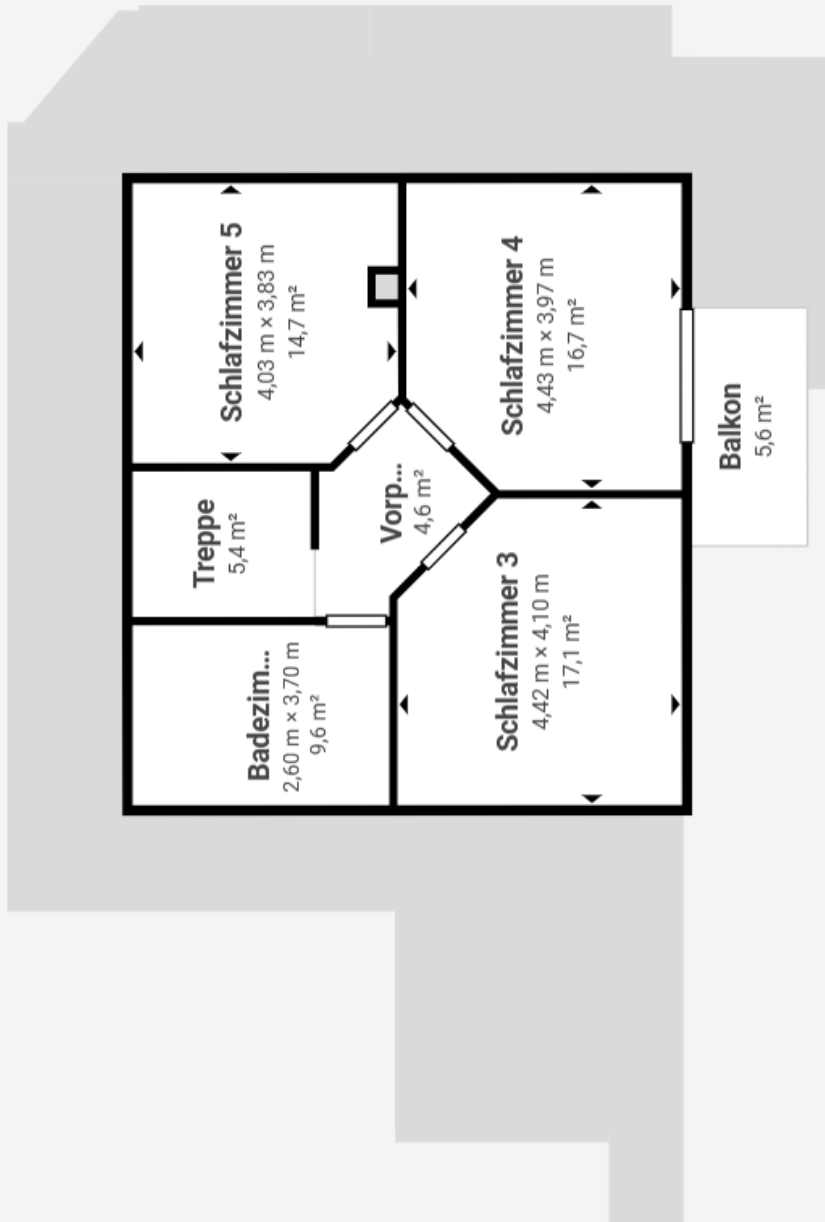 Schlafzimmer 5
4,03 m × 3,83 m
14,7 m²
Schlafzimmer 4
4,43 m × 3,97 m
16,7 m²
Balkon
5,6 m²
Treppe
5,4 m²
Vorp...
4,6 m²
Badezim...
2,60 m × 3,70 m
9,6 m²
Schlafzimmer 3
4,42 m × 4,10 m
17,1 m²